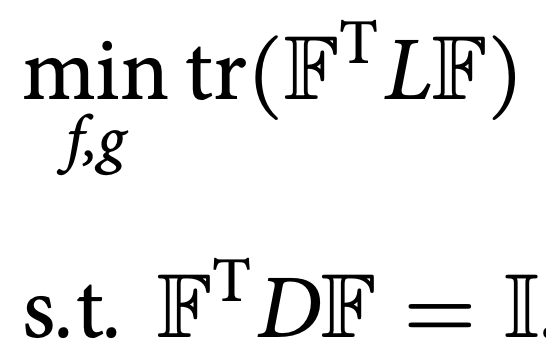 min tr(𝔽ᵀL𝔽)
f,g
s.t. 𝔽ᵀD𝔽 = 𝕀.